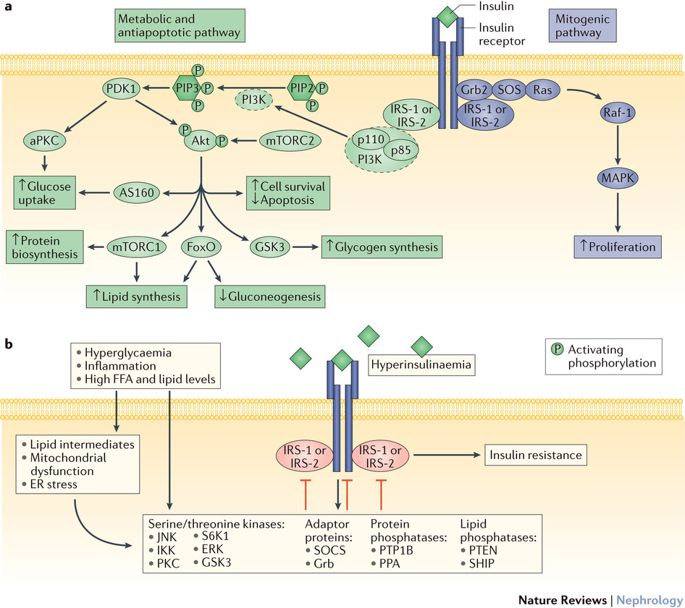 a
Metabolic and
antiapoptotic pathway
Insulin
Insulin
receptor
Mitogenic
pathway
PDK1
P
PIP3
P
P
P
PIP2
P
PI3K
IRS-1 or
IRS-2
Grb2
SOS
Ras
IRS-1 or
IRS-2
Raf-1
aPKC
P
Akt
P
mTORC2
p110
p85
PI3K
MAPK
↑Glucose
uptake
AS160
↑Cell survival
↓Apoptosis
↑Protein
biosynthesis
mTORC1
FoxO
GSK3
↑Glycogen synthesis
↑Proliferation
↑Lipid synthesis
↓Gluconeogenesis
b
• Hyperglycaemia
• Inflammation
• High FFA and lipid levels
Hyperinsulinaemia
P Activating
phosphorylation
• Lipid intermediates
• Mitochondrial
dysfunction
• ER stress
IRS-1 or
IRS-2
IRS-1 or
IRS-2
Insulin resistance
Serine/threonine kinases:
• JNK
• IKK
• PKC
• S6K1
• ERK
• GSK3
Adaptor
proteins:
• SOCS
• Grb
Protein
phosphatases:
• PTP1B
• PPA
Lipid
phosphatases:
• PTEN
• SHIP
Nature Reviews | Nephrology